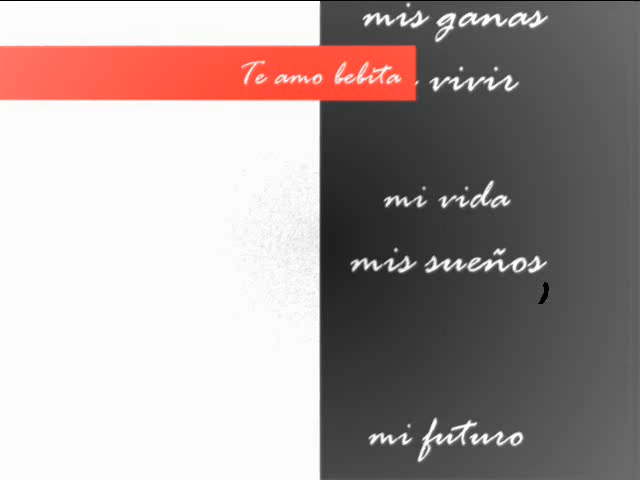 mis ganas
Te amo bebita
vivir
mi vida
mis sueños
mi futuro